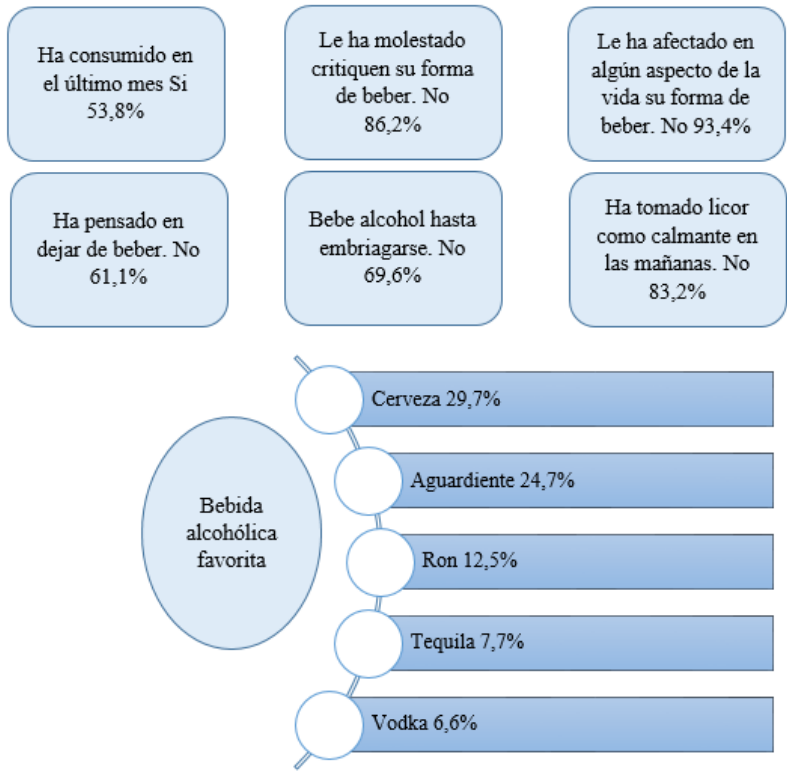 Ha consumido en
el último mes Si
53,8%
Le ha molestado
critiquen su forma
de beber. No
86,2%
Le ha afectado en
algún aspecto de la
vida su forma de
beber. No 93,4%
Ha pensado en
dejar de beber. No
61,1%
Bebe alcohol hasta
embriagarse. No
69,6%
Ha tomado licor
como calmante en
las mañanas. No
83,2%
Bebida
alcohólica
favorita
Cerveza 29,7%
Aguardiente 24,7%
Ron 12,5%
Tequila 7,7%
Vodka 6,6%